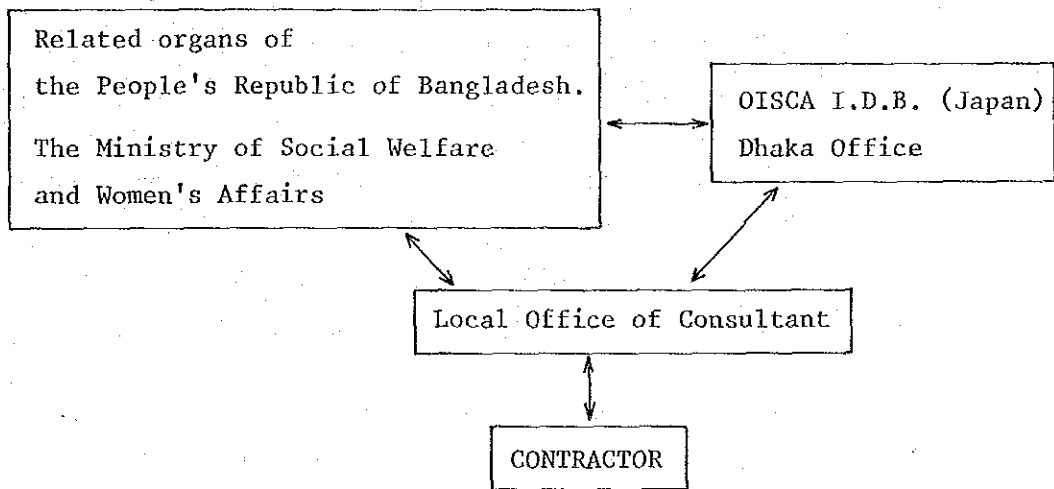 Related organs of
the People's Republic of Bangladesh.
The Ministry of Social Welfare
and Women's Affairs
OISCA I.D.B. (Japan)
Dhaka Office
Local Office of Consultant
CONTRACTOR